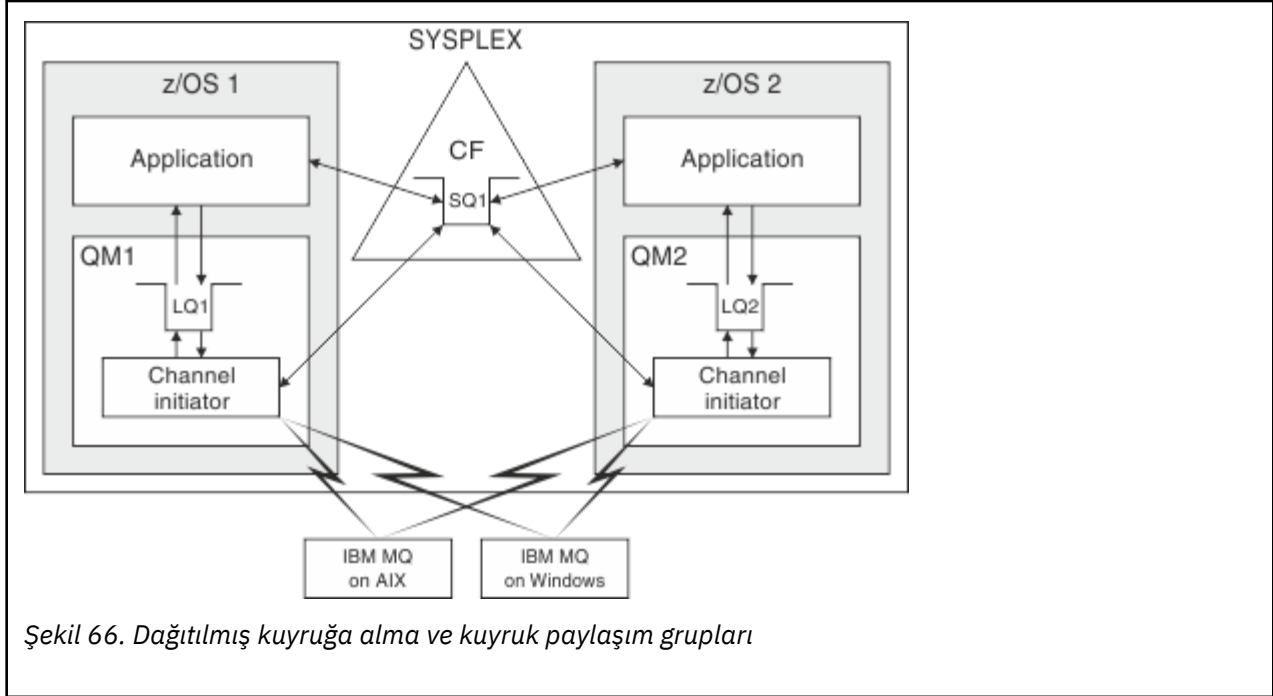 SYSPLEX
z/OS 1
Application
QM1
LQ1
Channel
initiator
CF
SQ1
z/OS 2
Application
QM2
LQ2
Channel
initiator
IBM MQ
on AIX
IBM MQ
on Windows
Şekil 66. Dağıtılmış kuyruğa alma ve kuyruk paylaşım grupları